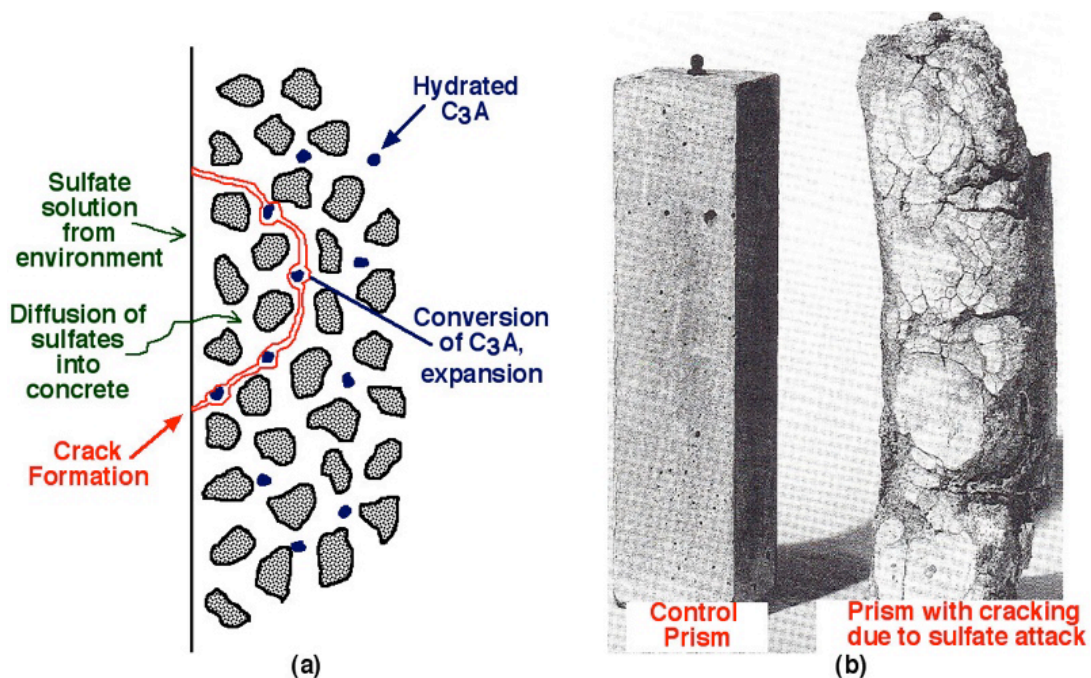 Hydrated
C3A
Sulfate
solution
from
environment
Diffusion of
sulfates
into
concrete
Conversion
of C3A,
expansion
Crack
Formation
(a)
Control
Prism
Prism with cracking
due to sulfate attack
(b)